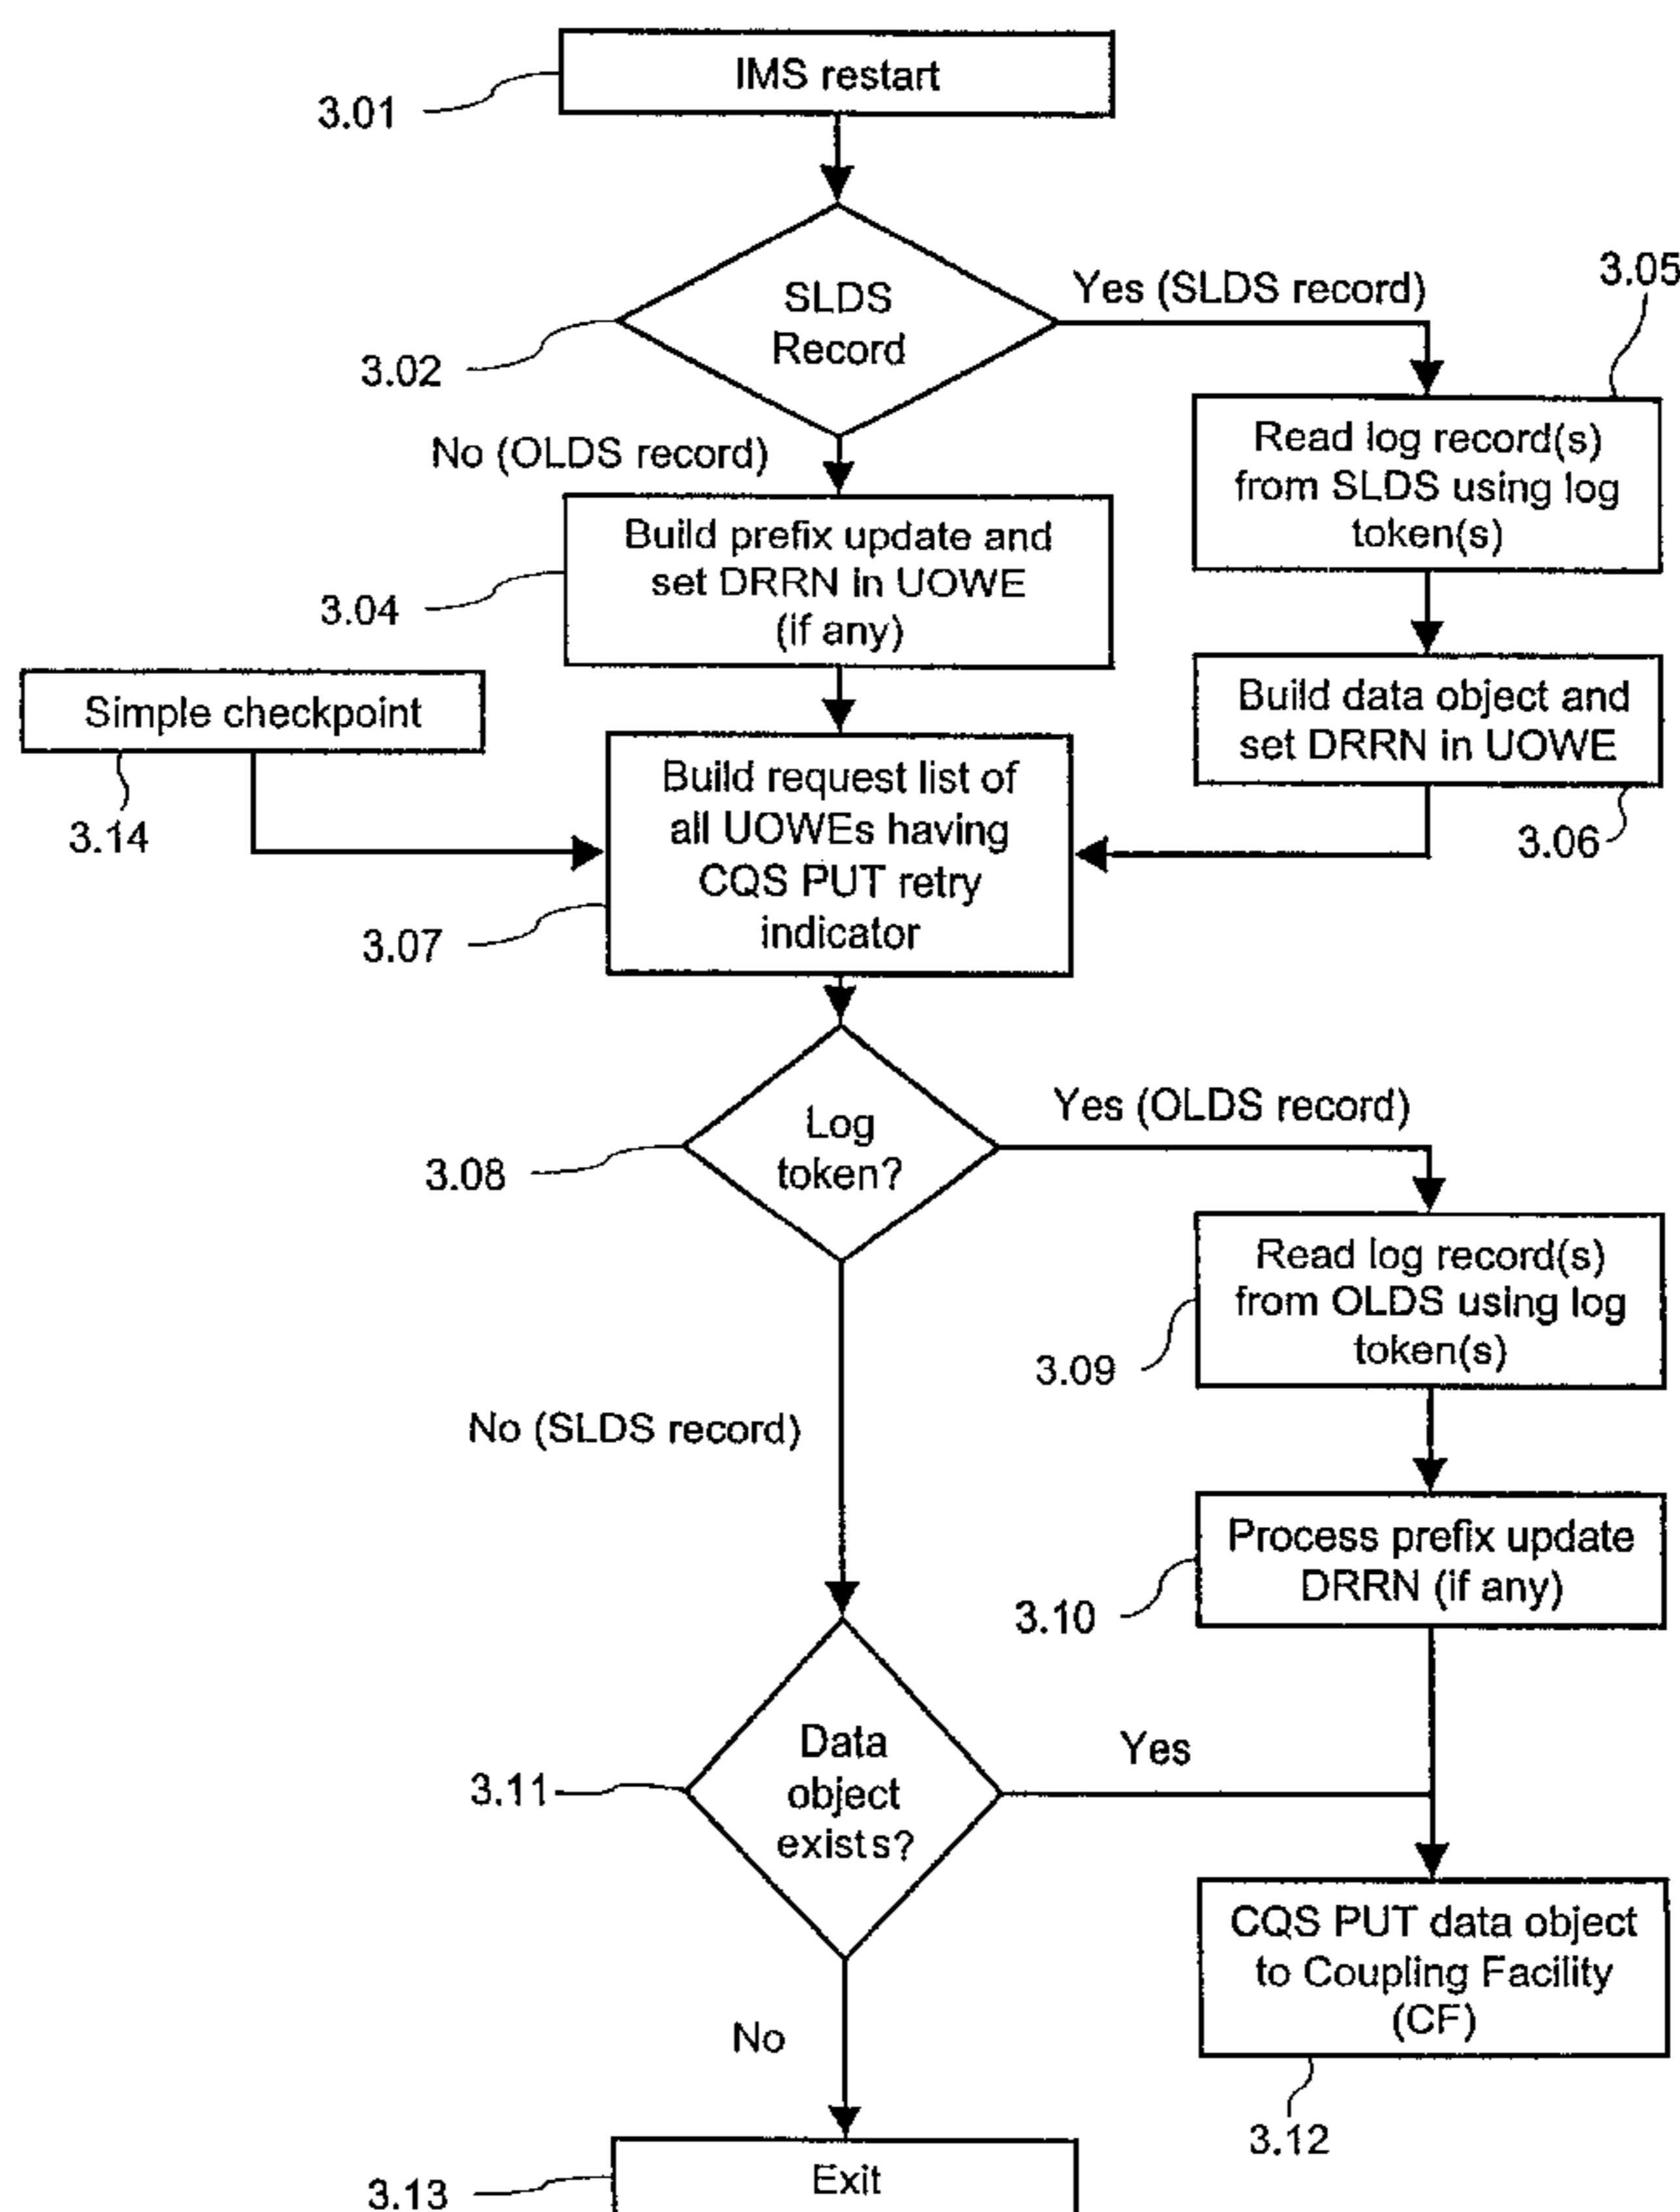 IMS restart
3.01
SLDS
Record
3.02
Yes (SLDS record)
3.05
No (OLDS record)
Read log record(s)
from SLDS using log
token(s)
Build prefix update and
set DRRN in UOWE
(if any)
3.04
Simple checkpoint
3.14
Build data object and
set DRRN in UOWE
3.06
Build request list of
all UOWEs having
CQS PUT retry
indicator
3.07
Log
token?
3.08
Yes (OLDS record)
Read log record(s)
from OLDS using log
token(s)
3.09
No (SLDS record)
Process prefix update
DRRN (if any)
3.10
Data
object
exists?
3.11
Yes
CQS PUT data object
to Coupling Facility
(CF)
3.12
No
Exit
3.13